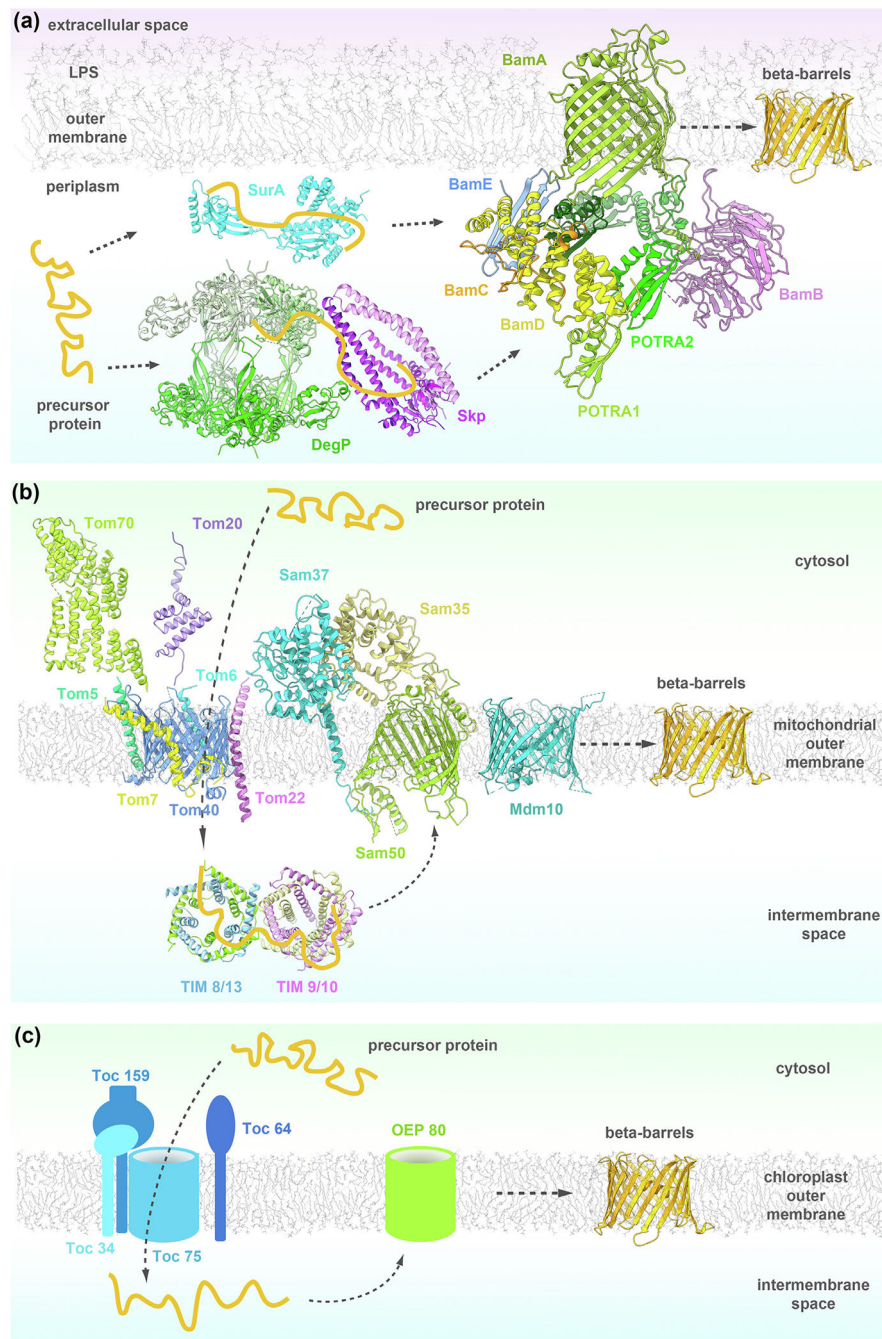 (a)
extracellular space
LPS
outer
membrane
periplasm
BamA
beta-barrels
SurA
BamE
BamC
BamD
BamB
POTRA2
POTRA1
precursor
protein
DegP
Skp
(b)
precursor protein
Tom70
Tom20
cytosol
Sam37
Sam35
Tom5
Tom6
beta-barrels
mitochondrial
outer
membrane
Tom7
Tom40
Tom22
Mdm10
Sam50
intermembrane
space
TIM 8/13
TIM 9/10
(c)
precursor protein
cytosol
Toc 159
Toc 64
OEP 80
beta-barrels
chloroplast
outer
membrane
Toc 34
Toc 75
intermembrane
space